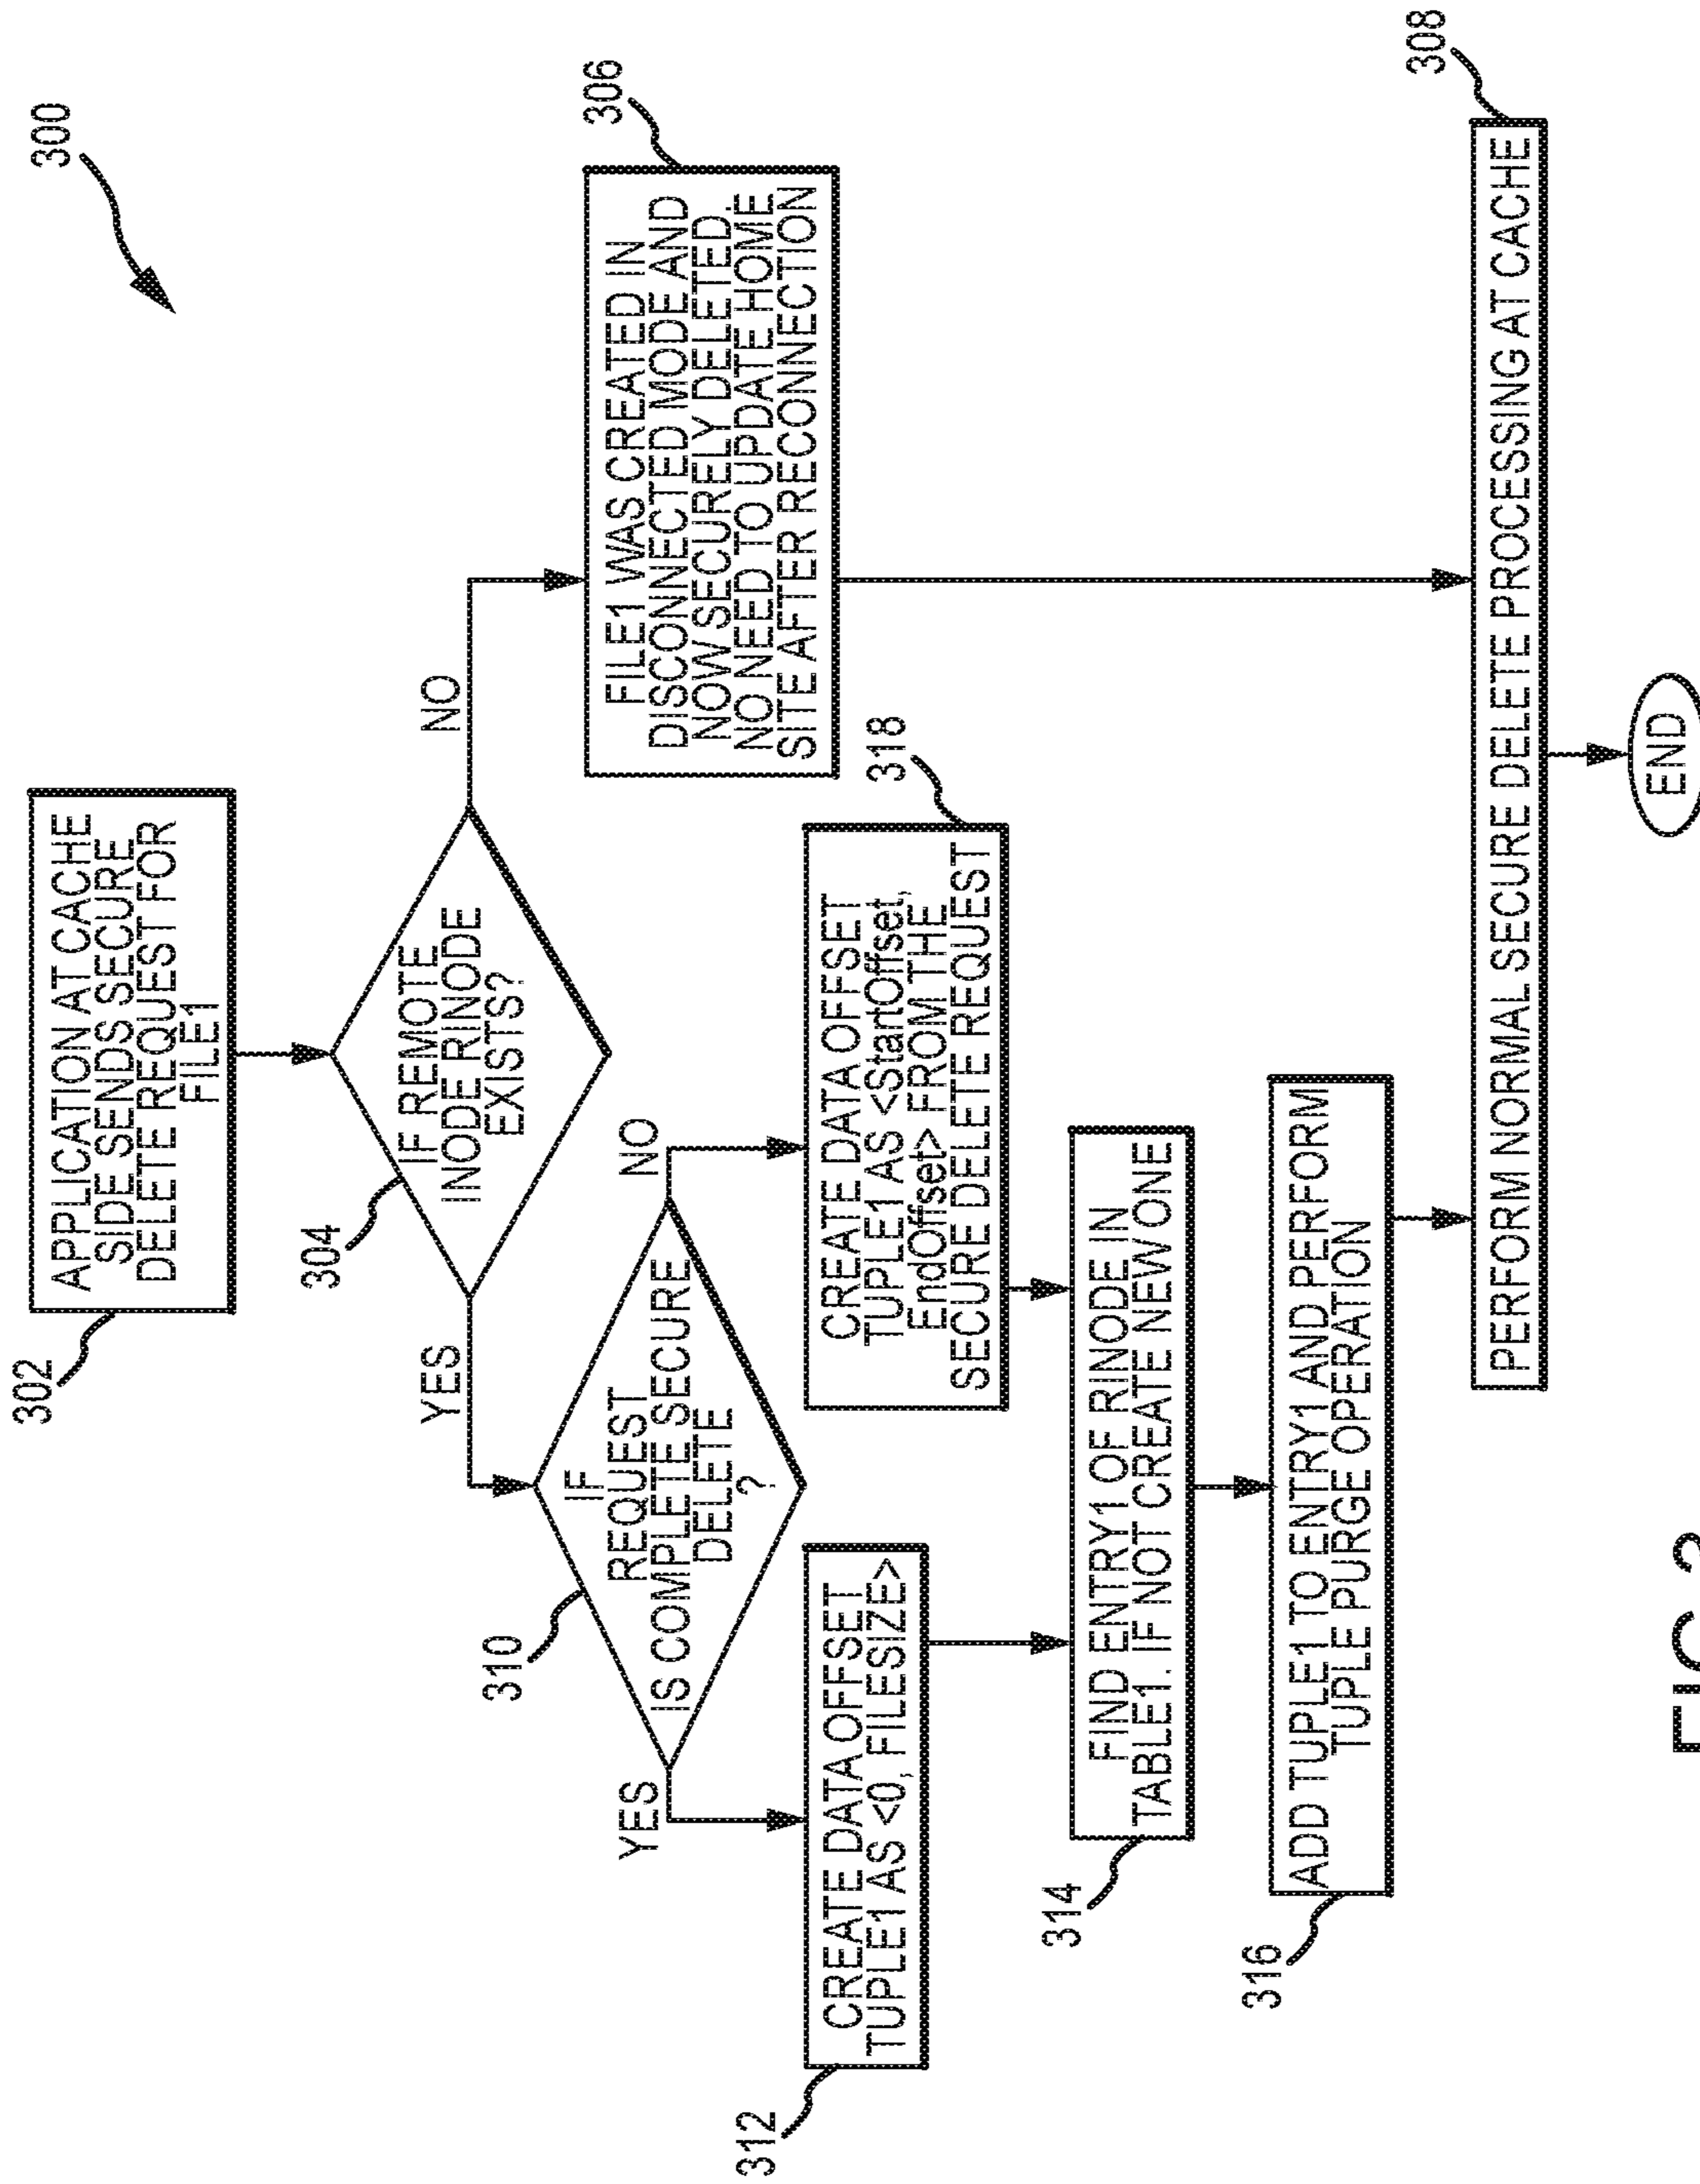 300
302
APPLICATION AT CACHE
SIDE SENDS SECURE
DELETE REQUEST FOR
FILE1
304
IF REMOTE
INODE RINODE
EXISTS?
YES
NO
306
FILE1 WAS CREATED IN
DISCONNECTED MODE AND
NOW SECURELY DELETED.
NO NEED TO UPDATE HOME
SITE AFTER RECONNECTION
310
IF
REQUEST
IS COMPLETE SECURE
DELETE
?
YES
NO
312
CREATE DATA OFFSET
TUPLE1 AS <0, FILESIZE>
318
CREATE DATA OFFSET
TUPLE1 AS <StartOffset,
EndOffset> FROM THE
SECURE DELETE REQUEST
314
FIND ENTRY1 OF RINODE IN
TABLE1. IF NOT CREATE NEW ONE
316
ADD TUPLE1 TO ENTRY1 AND PERFORM
TUPLE PURGE OPERATION
308
PERFORM NORMAL SECURE DELETE PROCESSING AT CACHE
END